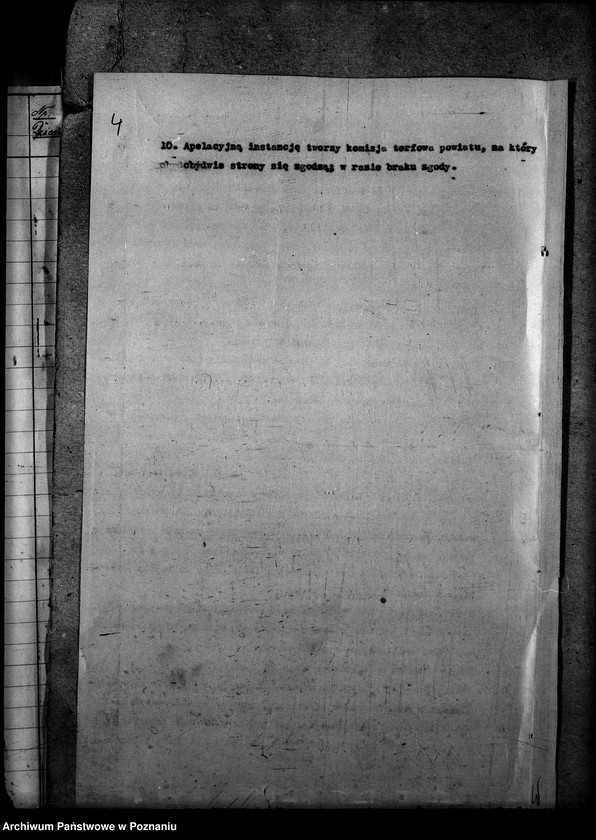 Nr.
4
10. Apelacyjną instancję tworzy komisja torfowa powiatu, na który
obydwie strony się zgodzą; w razie braku zgody.
Archiwum Państwowe w Poznaniu